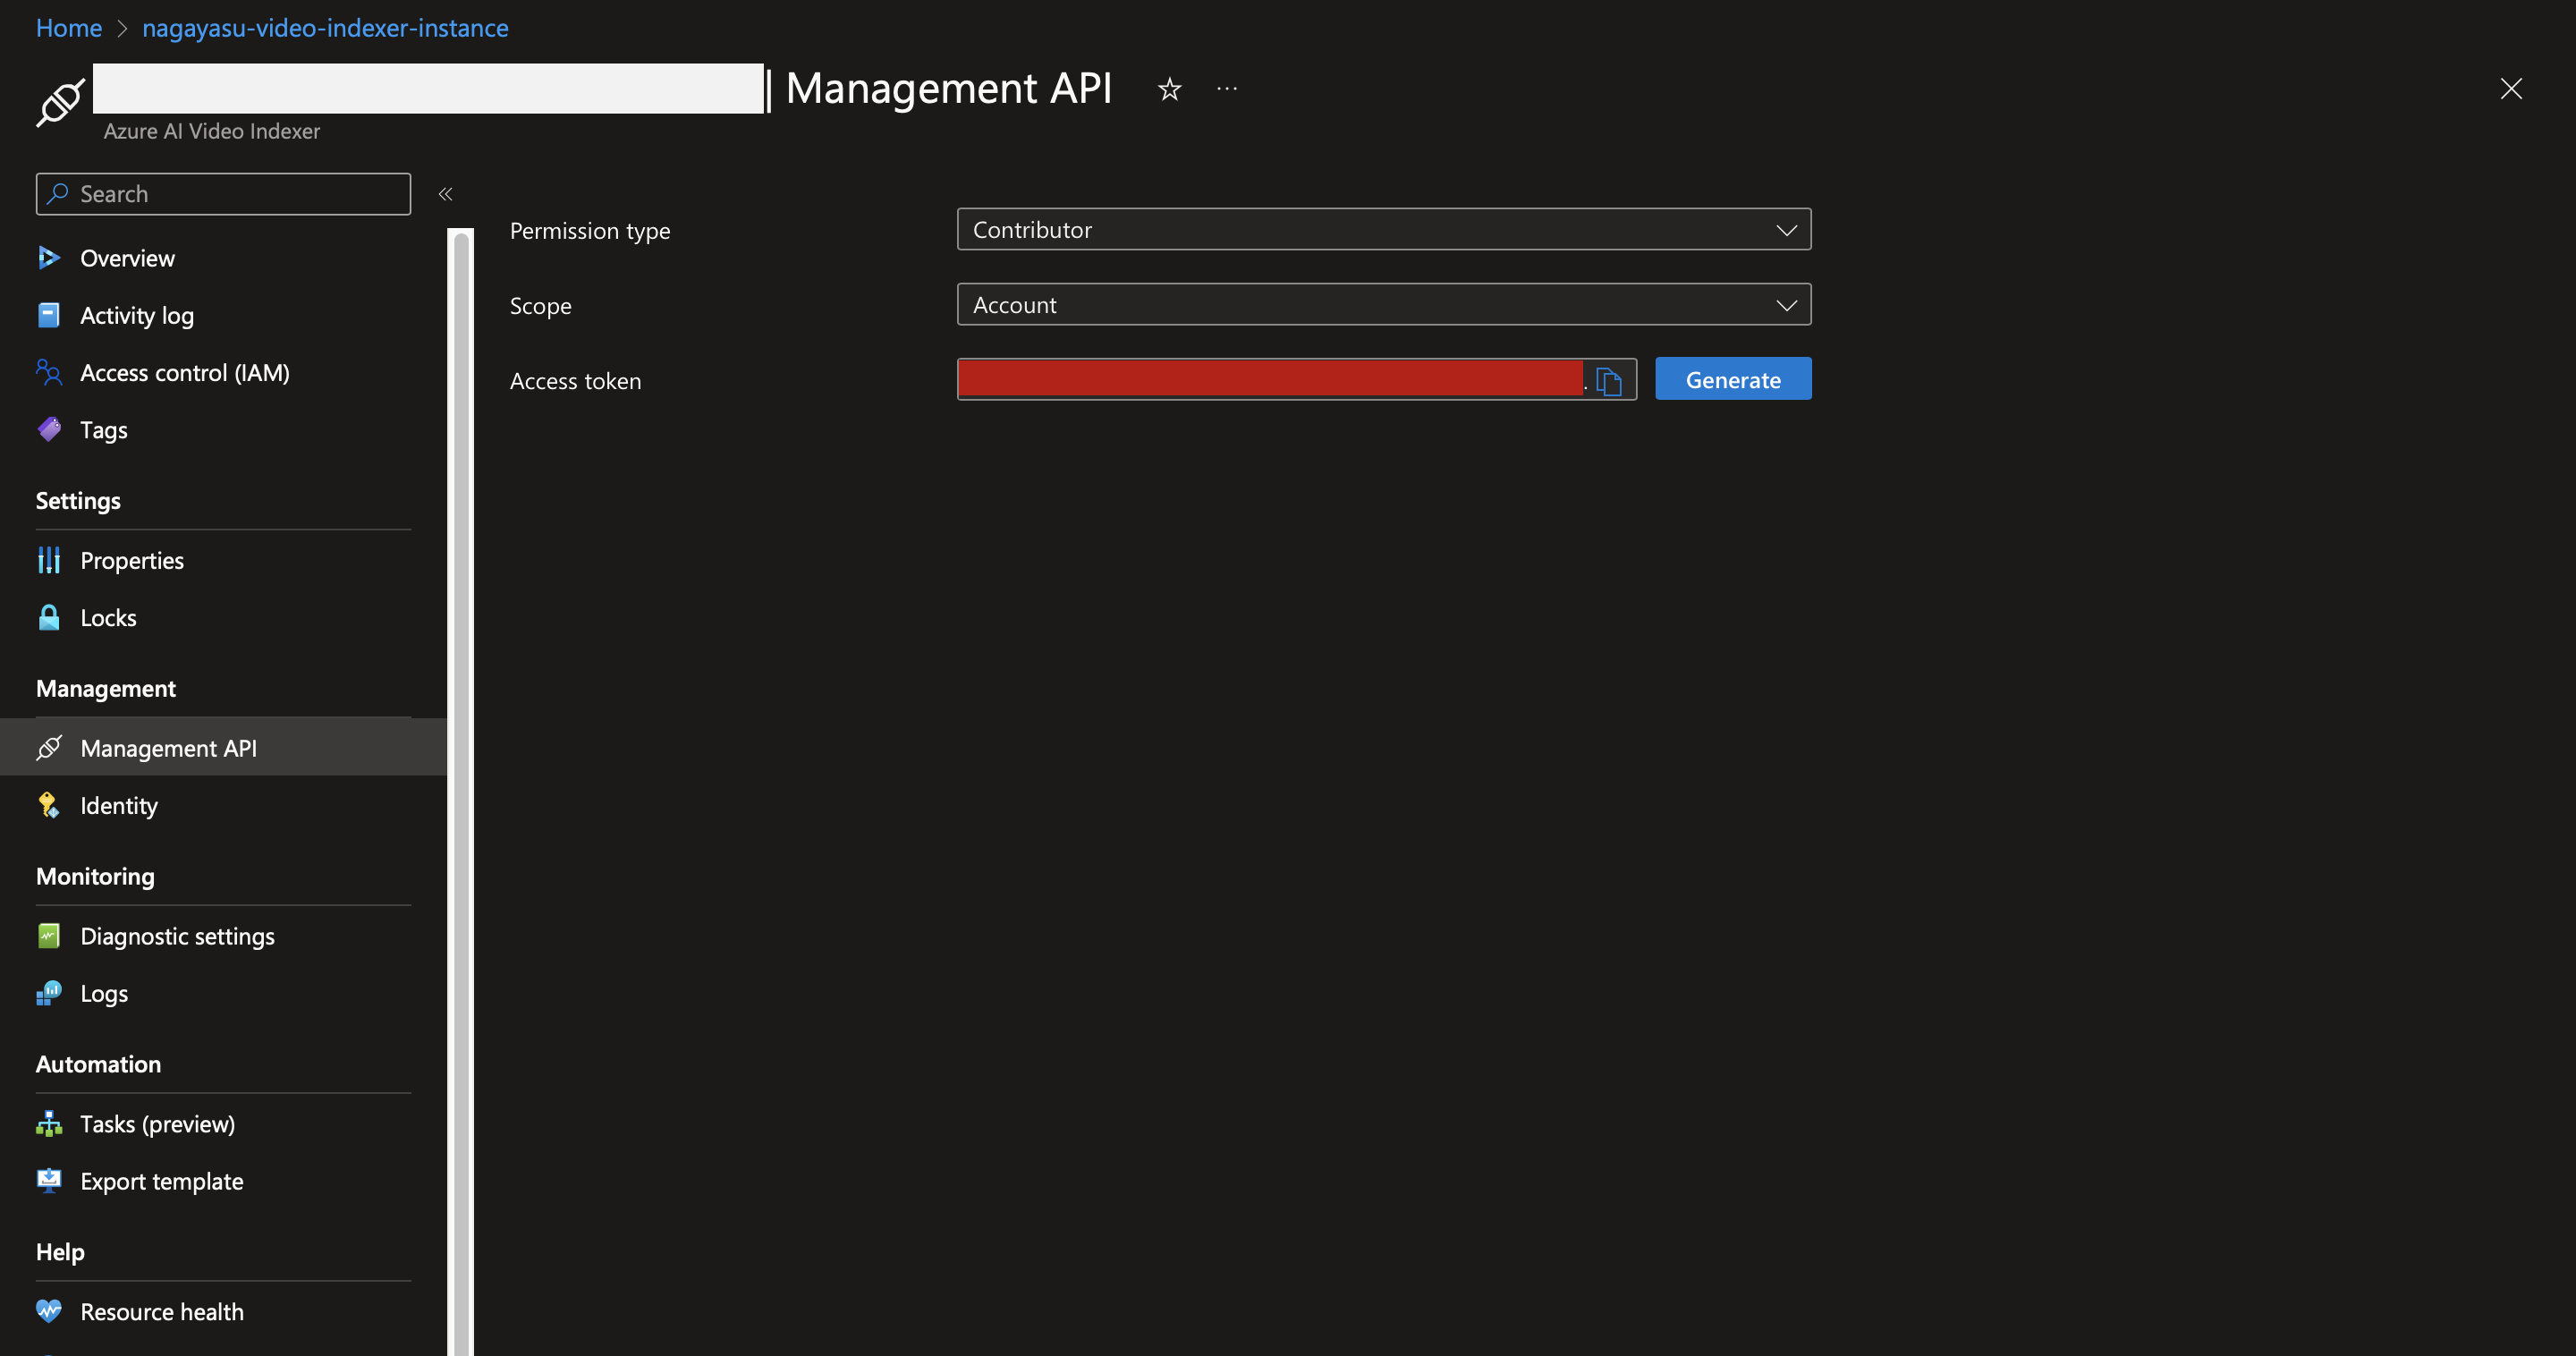 Home > nagayasu-video-indexer-instance
| Management API
Azure AI Video Indexer
Search
Overview
Activity log
Access control (IAM)
Tags
Settings
Properties
Locks
Management
Management API
Identity
Monitoring
Diagnostic settings
Logs
Automation
Tasks (preview)
Export template
Help
Resource health
Permission type
Contributor
Scope
Account
Access token
Generate